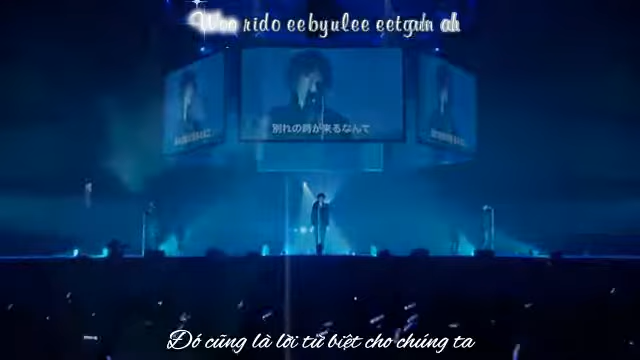 Woo rido eebyulee eetguln ah
別れの時が来るなんて
Đó cũng là lời từ biệt cho chúng ta